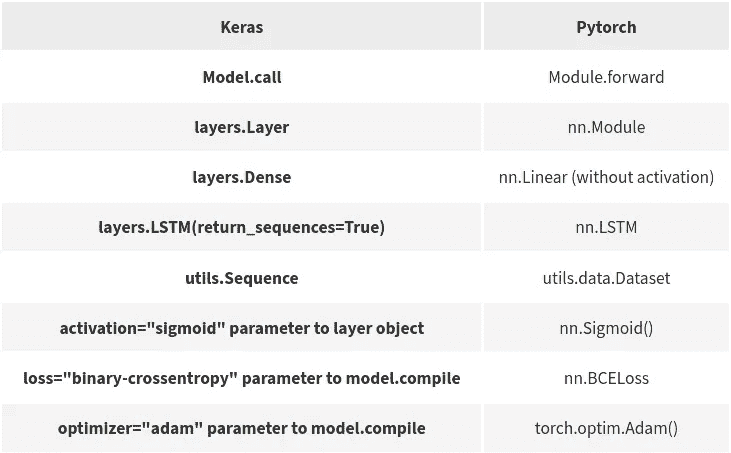 Keras Pytorch
Model.call Module.forward
layers.Layer nn.Module
layers.Dense nn.Linear (without activation)
layers.LSTM(return_sequences=True) nn.LSTM
utils.Sequence utils.data.Dataset
activation="sigmoid" parameter to layer object nn.Sigmoid()
loss="binary-crossentropy" parameter to model.compile nn.BCELoss
optimizer="adam" parameter to model.compile torch.optim.Adam()